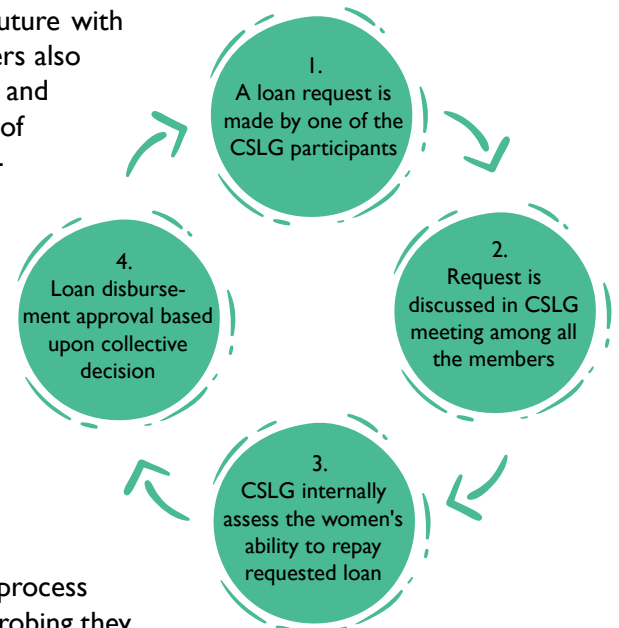 uture with
ers also
and
of
.
1.
A loan request is
made by one of the
CSLG participants
2.
Request is
discussed in CSLG
meeting among all
the members
3.
CSLG internally
assess the women's
ability to repay
requested loan
4.
Loan disburse-
ment approval based
upon collective
decision
process
robing they